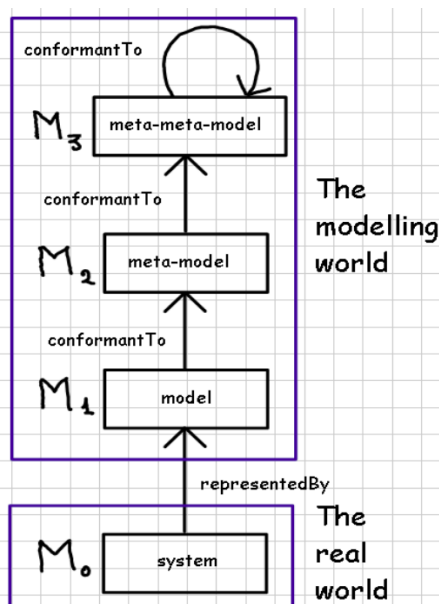 conformantTo
M3
meta-meta-model
conformantTo
The
modelling
world
M2
meta-model
conformantTo
M1
model
representedBy
The
real
world
M0
system